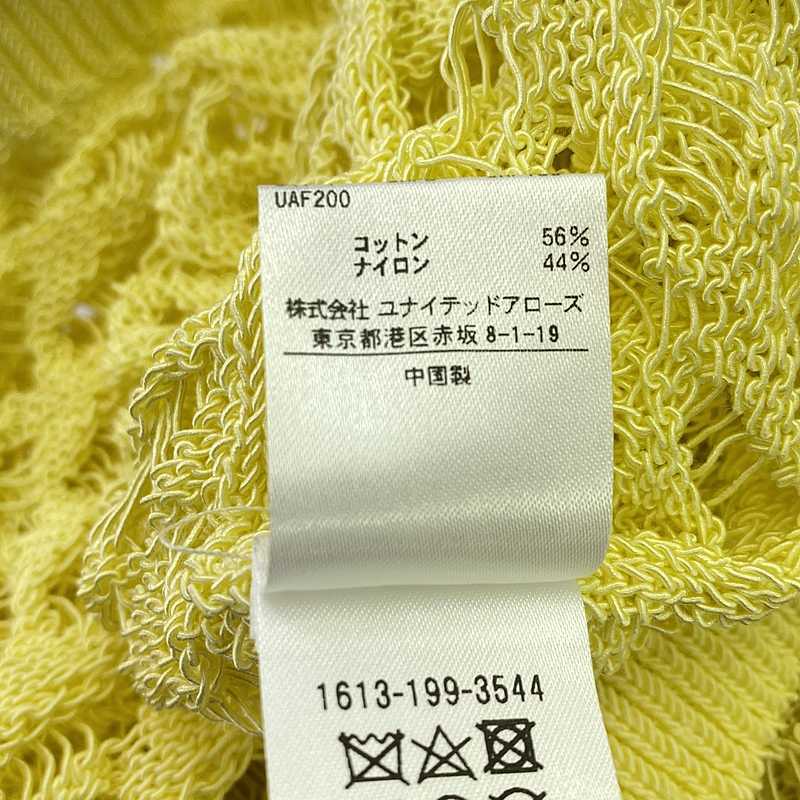 UAF200
コットン 56%
ナイロン 44%
株式会社 ユナイテッドアローズ
東京都港区赤坂 8-1-19
中国製
1613-199-3544